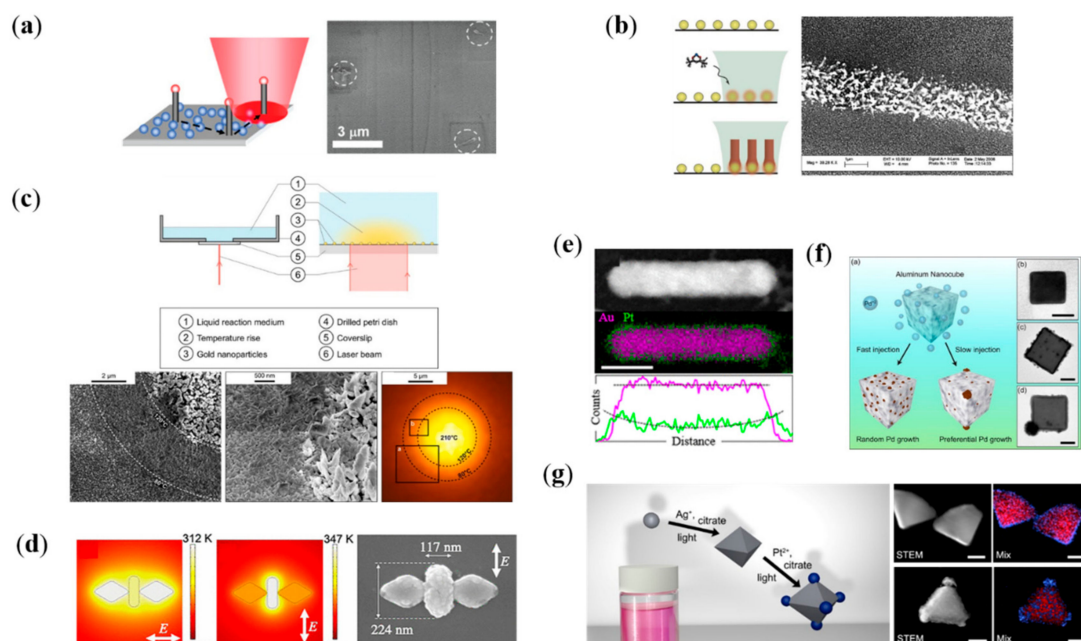 (a)
3 μm
(b)
(c)
1
2
3
4
5
6
1 Liquid reaction medium
2 Temperature rise
3 Gold nanoparticles
4 Drilled petri dish
5 Coverslip
6 Laser beam
2 μm
500 nm
5 μm
210°C
120°C
(d)
312 K
E
347 K
E
117 nm
224 nm
E
(e)
Au Pt
Counts
Distance
(f)
(a)
Aluminum Nanocube
Fast injection
Slow injection
Random Pd growth
Preferential Pd growth
(b)
(c)
(d)
(g)
Ag⁺, citrate
light
Pt²⁺, citrate
light
STEM
Mix
STEM
Mix